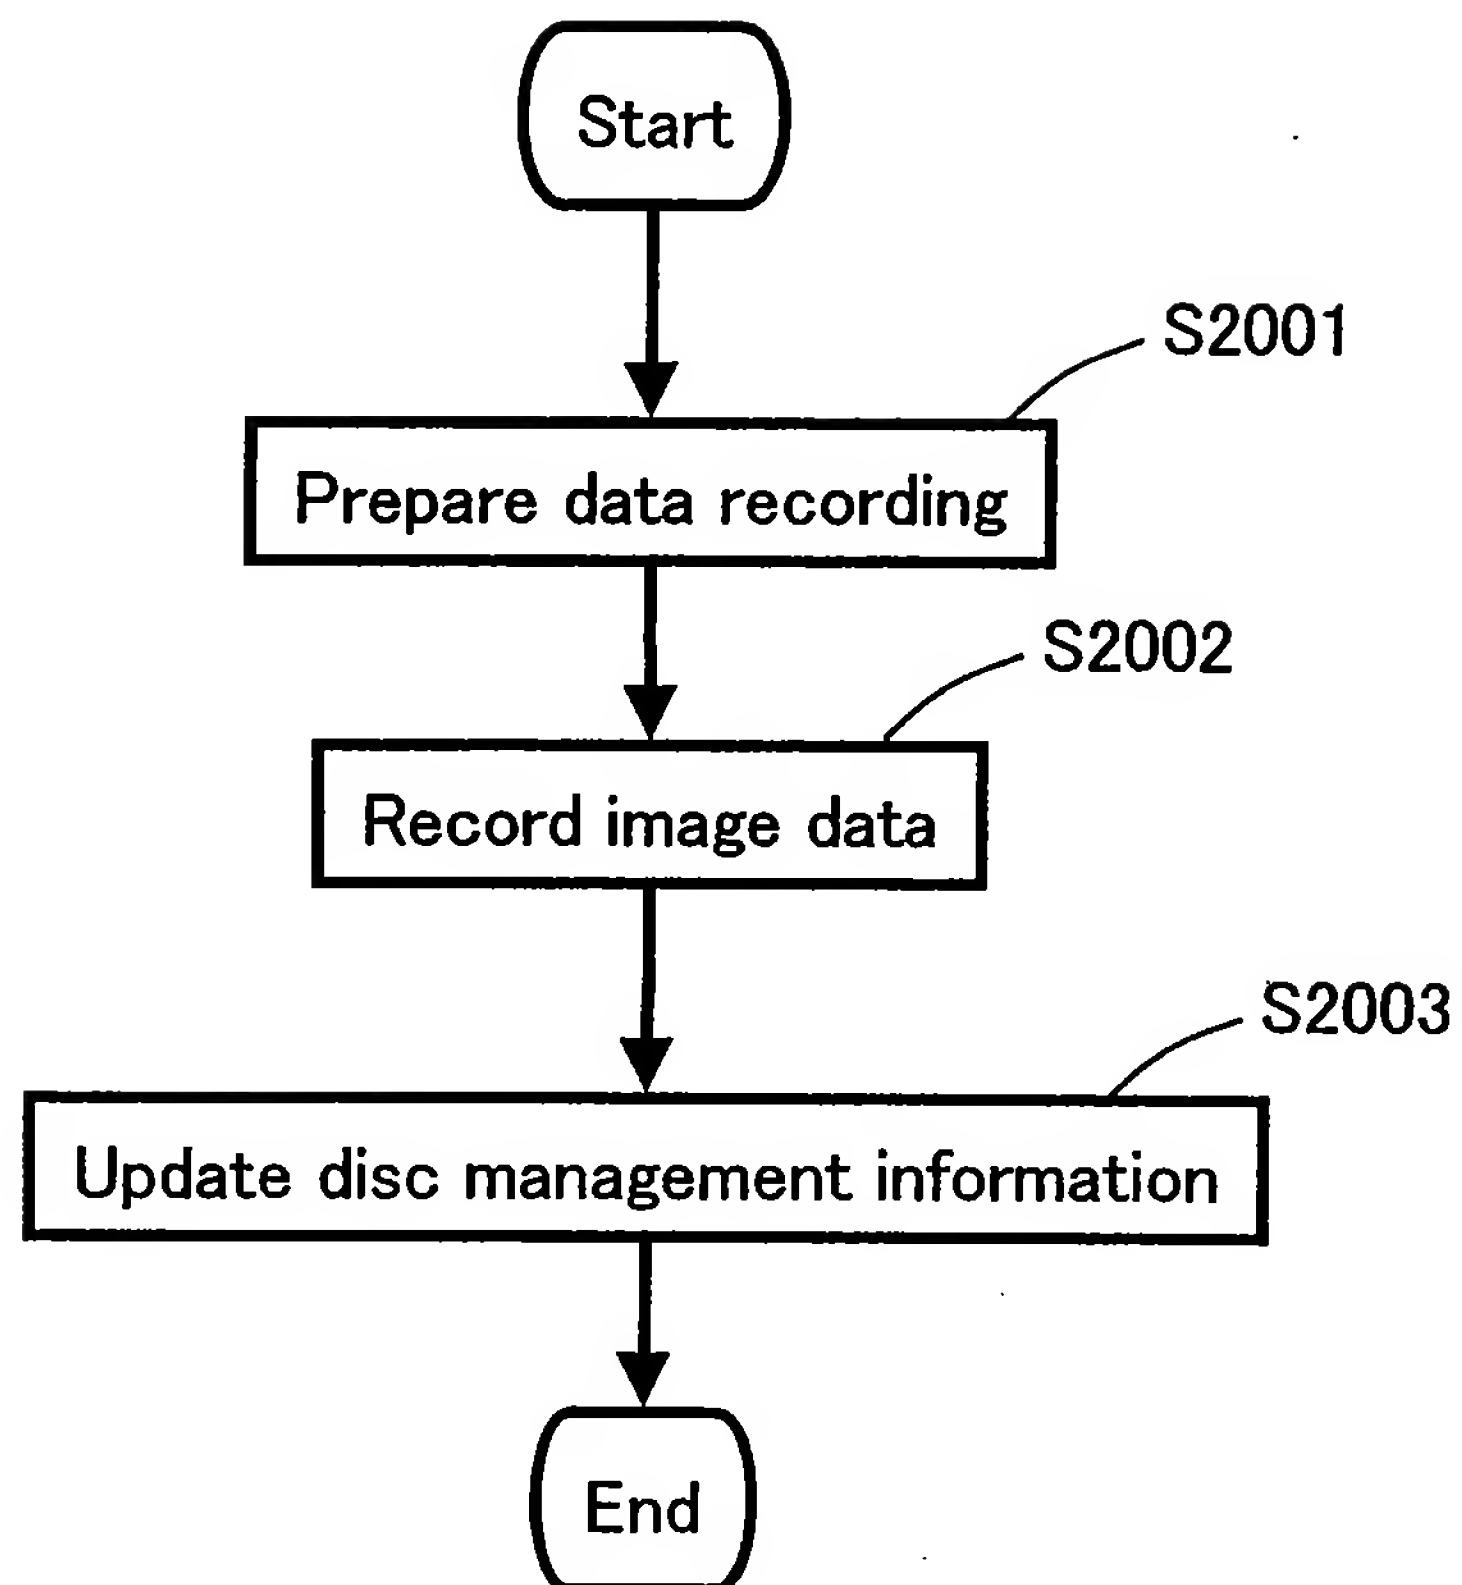 Start
S2001
Prepare data recording
S2002
Record image data
S2003
Update disc management information
End